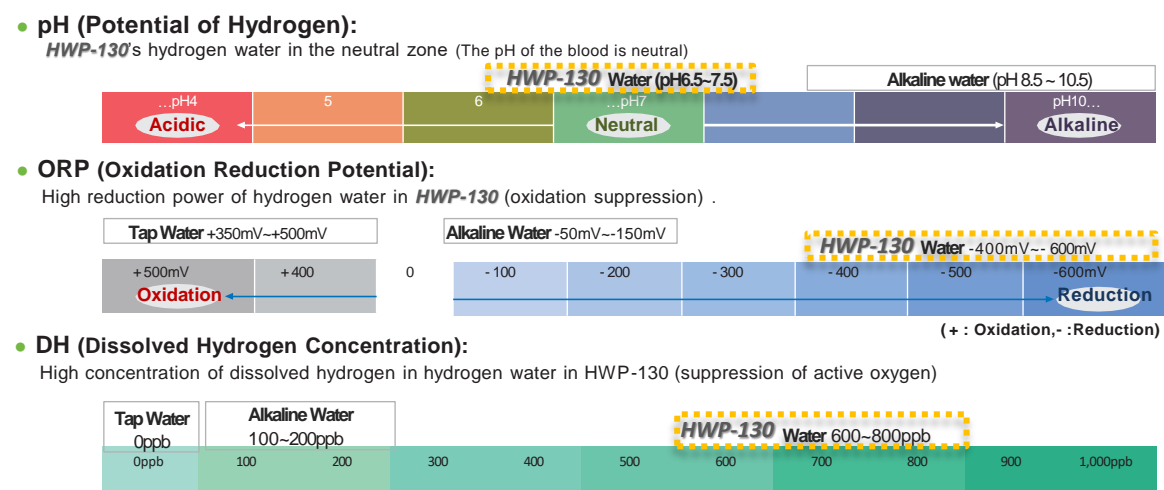 • pH (Potential of Hydrogen):
HWP-130's hydrogen water in the neutral zone (The pH of the blood is neutral)
HWP-130 Water (pH6.5~7.5)
Alkaline water (pH 8.5 ~ 10.5)
...pH4 5 6 ...pH7 pH10...
Acidic Neutral Alkaline
• ORP (Oxidation Reduction Potential):
High reduction power of hydrogen water in HWP-130 (oxidation suppression) .
Tap Water +350mV~+500mV
Alkaline Water -50mV~-150mV
HWP-130 Water -400mV~- 600mV
+500mV +400 0 -100 -200 -300 -400 -500 -600mV
Oxidation Reduction
(+ : Oxidation,- :Reduction)
• DH (Dissolved Hydrogen Concentration):
High concentration of dissolved hydrogen in hydrogen water in HWP-130 (suppression of active oxygen)
Tap Water
0ppb
Alkaline Water
100~200ppb
HWP-130 Water 600~800ppb
0ppb 100 200 300 400 500 600 700 800 900 1,000ppb